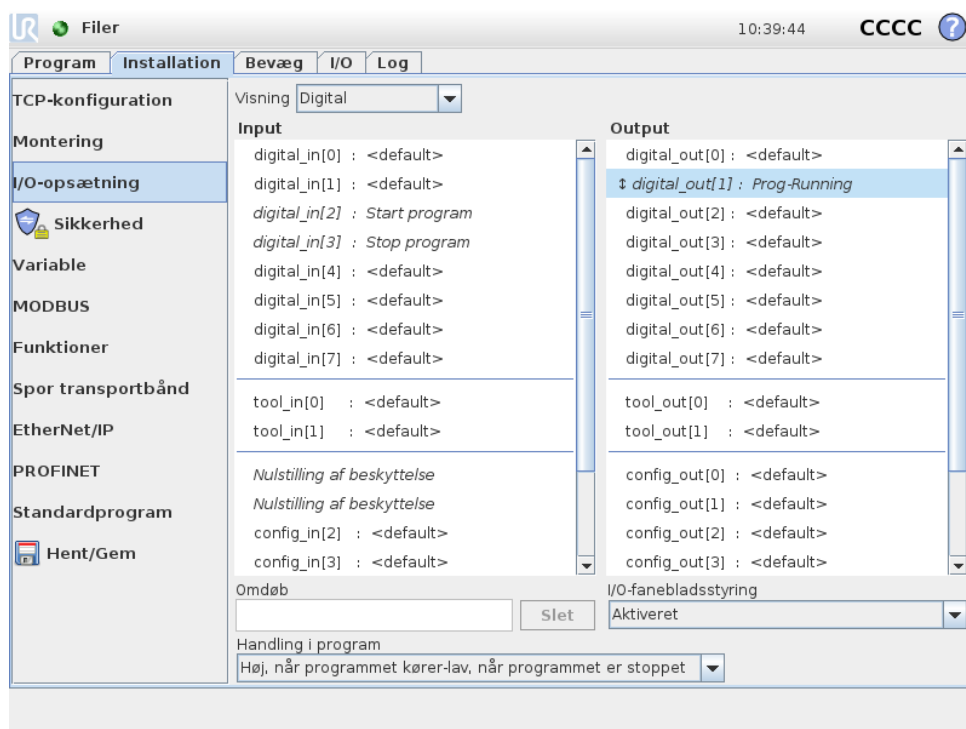 UR Filer 10:39:44 CCCC ?
Program Installation Bevæg I/O Log
TCP-konfiguration
Montering
I/O-opsætning
Sikkerhed
Variable
MODBUS
Funktioner
Spor transportbånd
EtherNet/IP
PROFINET
Standardprogram
Hent/Gem
Visning Digital
Input
digital_in[0] : <default>
digital_in[1] : <default>
digital_in[2] : Start program
digital_in[3] : Stop program
digital_in[4] : <default>
digital_in[5] : <default>
digital_in[6] : <default>
digital_in[7] : <default>
tool_in[0] : <default>
tool_in[1] : <default>
Nulstilling af beskyttelse
Nulstilling af beskyttelse
config_in[2] : <default>
config_in[3] : <default>
Output
digital_out[0] : <default>
↕ digital_out[1] : Prog-Running
digital_out[2] : <default>
digital_out[3] : <default>
digital_out[4] : <default>
digital_out[5] : <default>
digital_out[6] : <default>
digital_out[7] : <default>
tool_out[0] : <default>
tool_out[1] : <default>
config_out[0] : <default>
config_out[1] : <default>
config_out[2] : <default>
config_out[3] : <default>
Omdøb
Slet
I/O-fanebladsstyring
Aktiveret
Handling i program
Høj, når programmet kører-lav, når programmet er stoppet